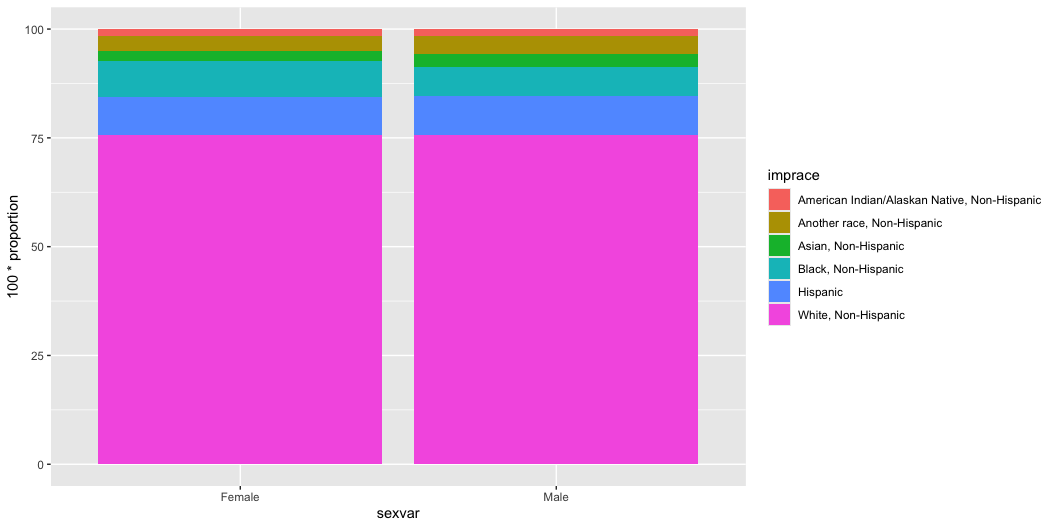 100 * proportion
100
75
50
25
0
Female
Male
sexvar
imprace
American Indian/Alaskan Native, Non-Hispanic
Another race, Non-Hispanic
Asian, Non-Hispanic
Black, Non-Hispanic
Hispanic
White, Non-Hispanic